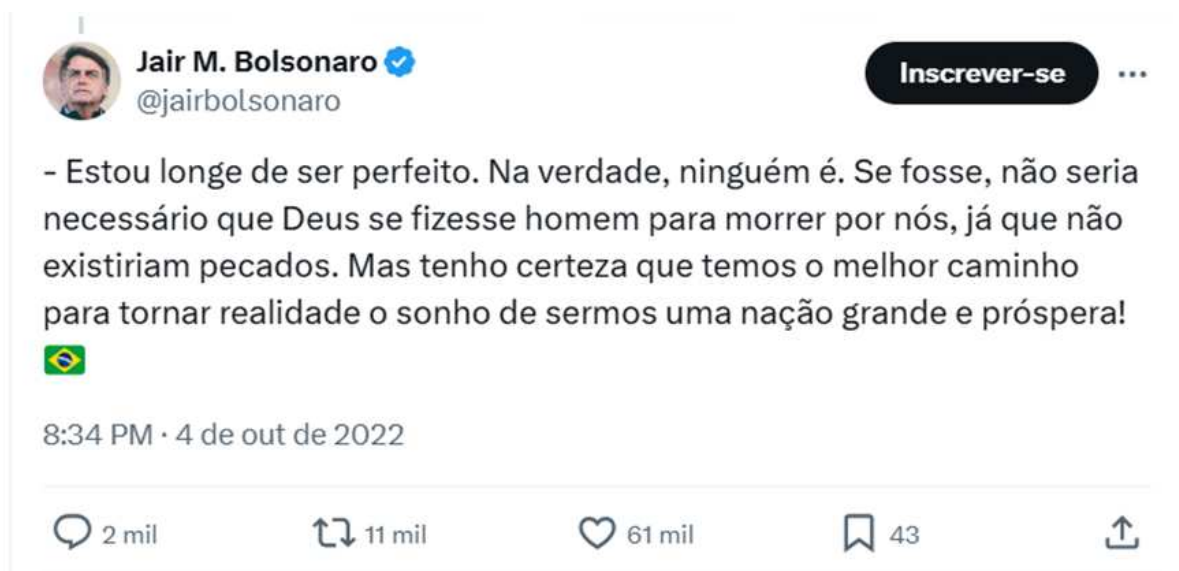 Jair M. Bolsonaro
@jairbolsonaro
Inscrever-se
- Estou longe de ser perfeito. Na verdade, ninguém é. Se fosse, não seria
necessário que Deus se fizesse homem para morrer por nós, já que não
existiriam pecados. Mas tenho certeza que temos o melhor caminho
para tornar realidade o sonho de sermos uma nação grande e próspera!
🇧🇷
8:34 PM · 4 de out de 2022
2 mil 11 mil 61 mil 43